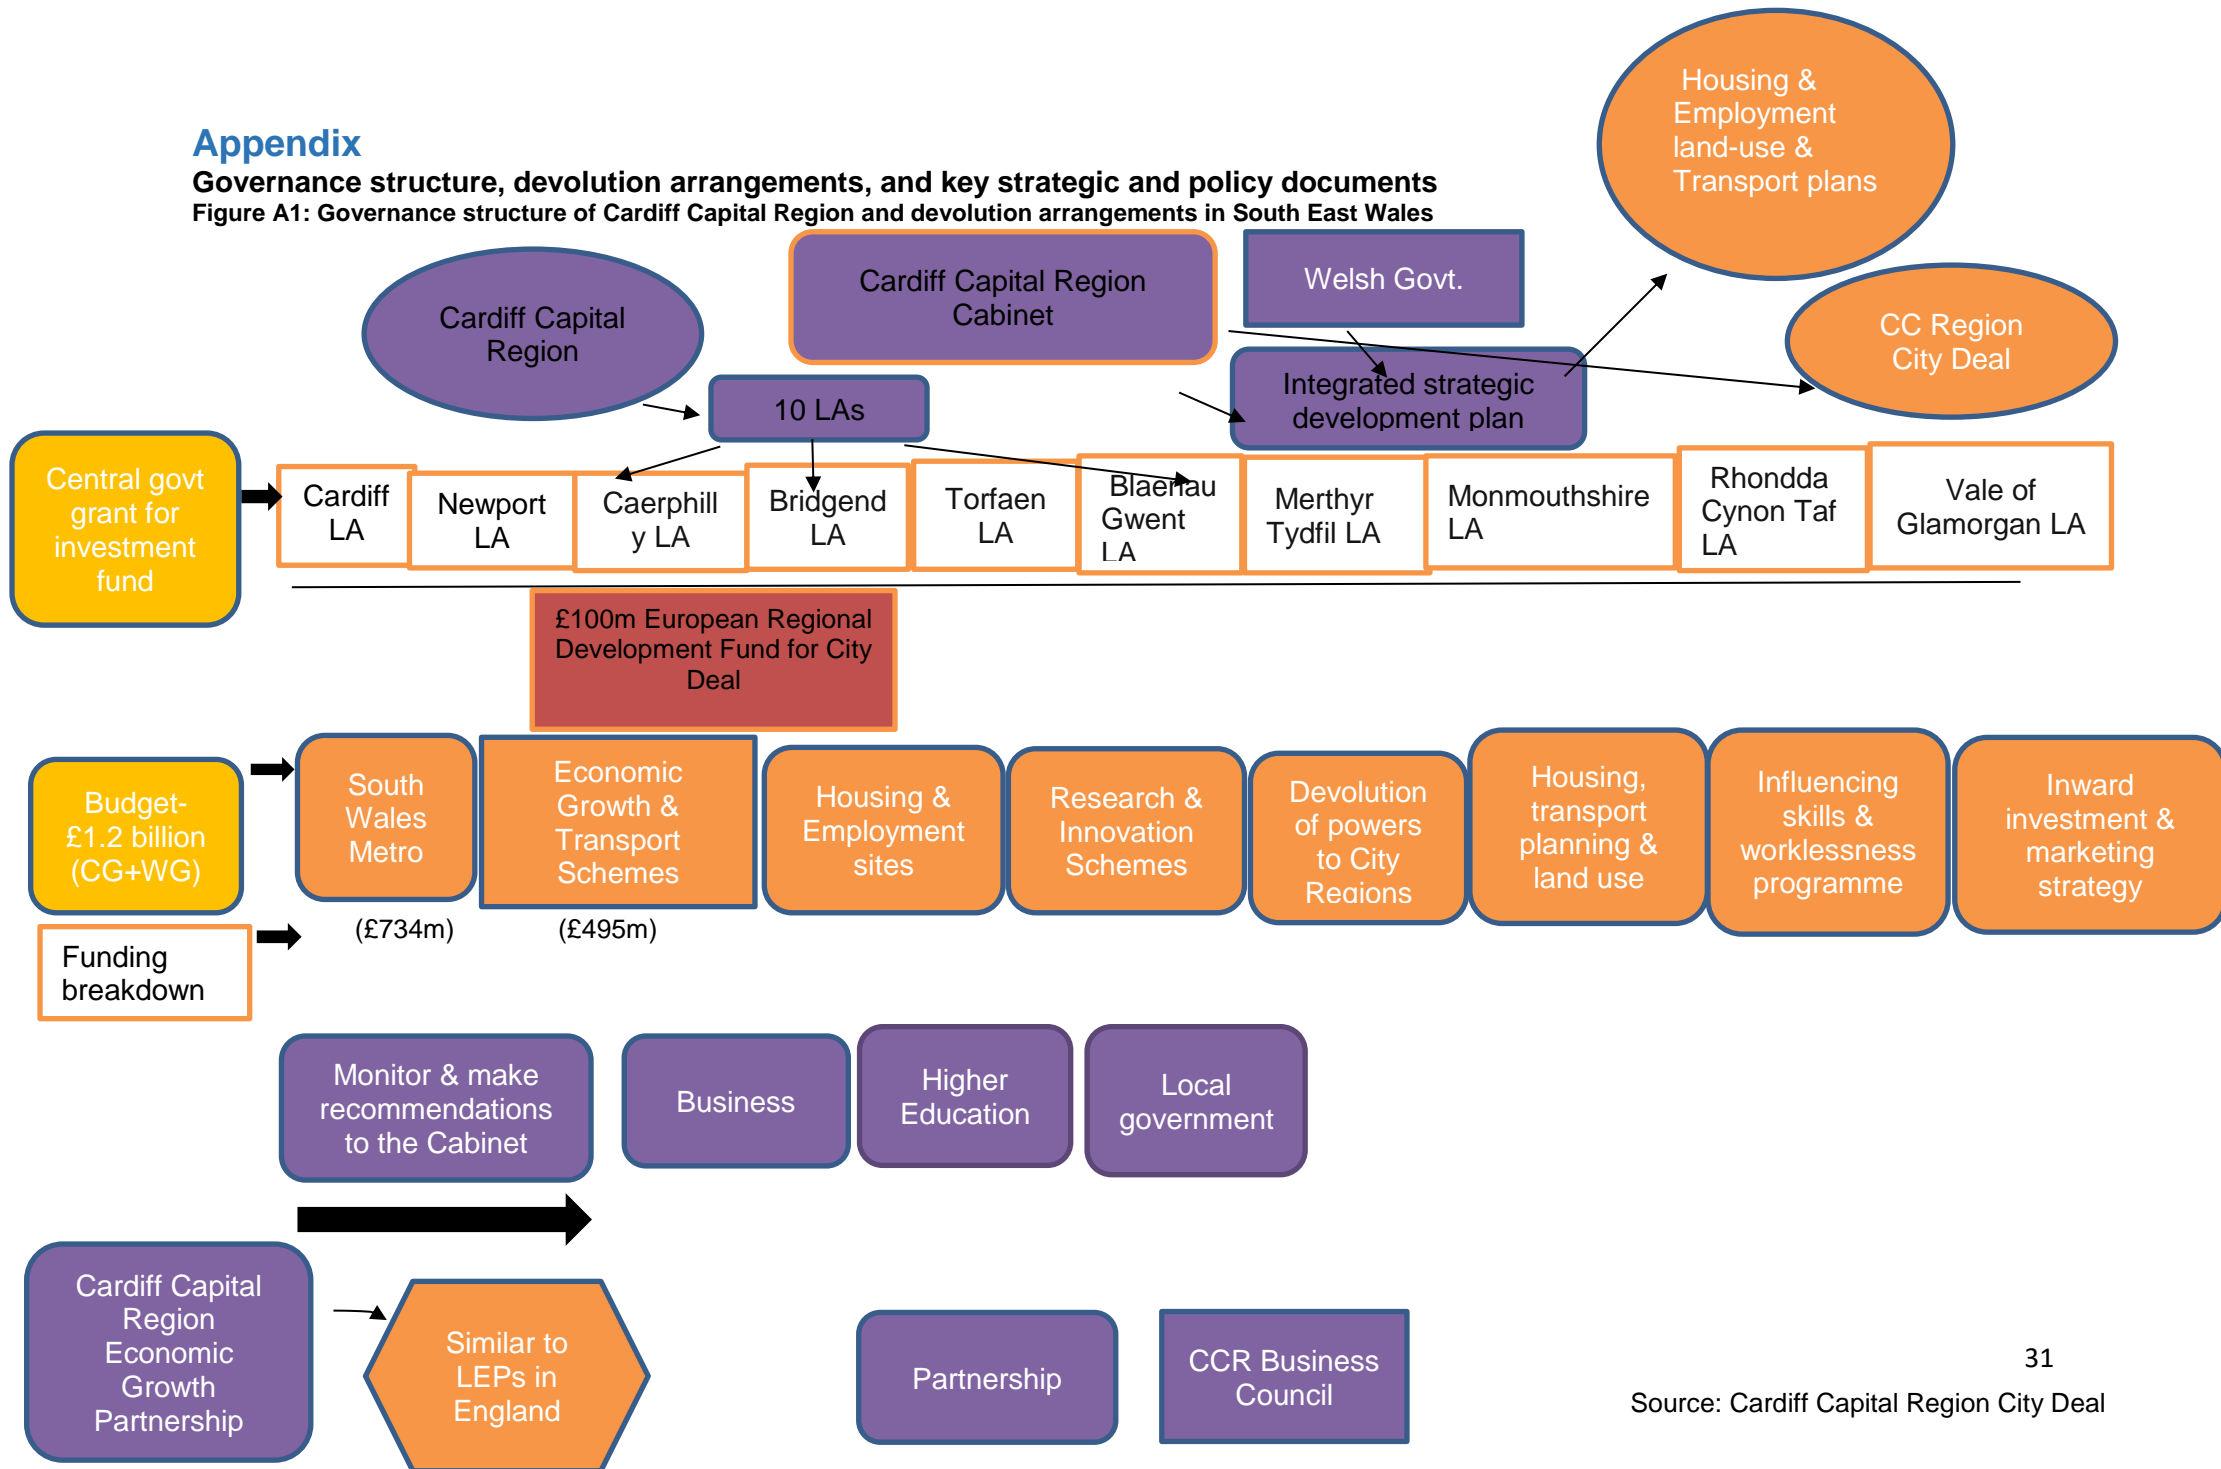 Appendix
Governance structure, devolution arrangements, and key strategic and policy documents
Figure A1: Governance structure of Cardiff Capital Region and devolution arrangements in South East Wales
Housing &
Employment
land-use &
Transport plans
Cardiff Capital
Region
Cardiff Capital Region
Cabinet
Welsh Govt.
CC Region
City Deal
10 LAs
Integrated strategic
development plan
Central govt
grant for
investment
fund
Cardiff
LA
Newport
LA
Caerphill
y LA
Bridgend
LA
Torfaen
LA
Blaenau
Gwent
LA
Merthyr
Tydfil LA
Monmouthshire
LA
Rhondda
Cynon Taf
LA
Vale of
Glamorgan LA
£100m European Regional
Development Fund for City
Deal
Budget-
£1.2 billion
(CG+WG)
South
Wales
Metro
Economic
Growth &
Transport
Schemes
Housing &
Employment
sites
Research &
Innovation
Schemes
Devolution
of powers
to City
Regions
Housing,
transport
planning &
land use
Influencing
skills &
worklessness
programme
Inward
investment &
marketing
strategy
(£734m)
(£495m)
Funding
breakdown
Monitor & make
recommendations
to the Cabinet
Business
Higher
Education
Local
government
Cardiff Capital
Region
Economic
Growth
Partnership
Similar to
LEPs in
England
Partnership
CCR Business
Council
31
Source: Cardiff Capital Region City Deal